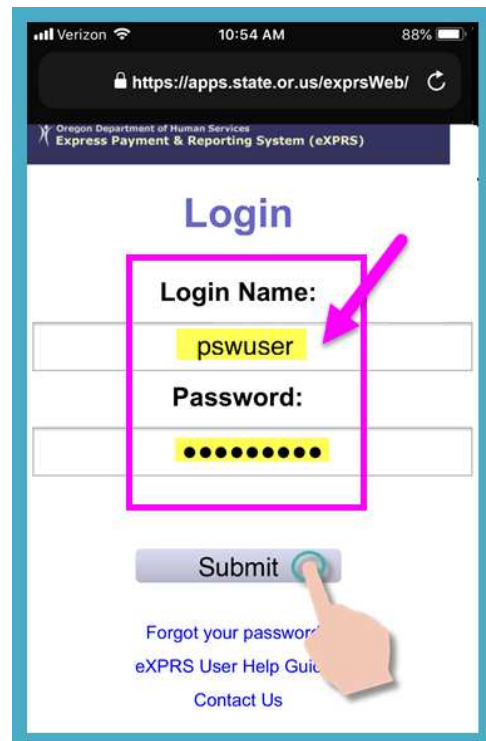 Verizon 10:54 AM 88%
https://apps.state.or.us/exprsWeb/
Oregon Department of Human Services
Express Payment & Reporting System (eXPRS)
Login
Login Name:
pswuser
Password:
●●●●●●●●●
Submit
Forgot your password
eXPRS User Help Guid
Contact Us